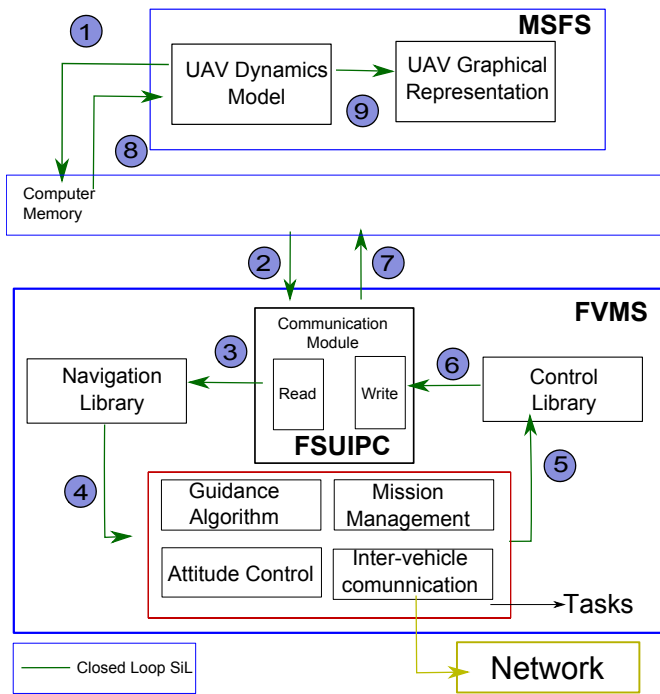 1
MSFS
UAV Dynamics
Model
UAV Graphical
Representation
9
8
Computer
Memory
2
7
FVMS
Communication
Module
3
Read
Write
FSUIPC
6
Navigation
Library
Control
Library
4
5
Guidance
Algorithm
Mission
Management
Attitude Control
Inter-vehicle
comunnication
Tasks
Closed Loop SiL
Network